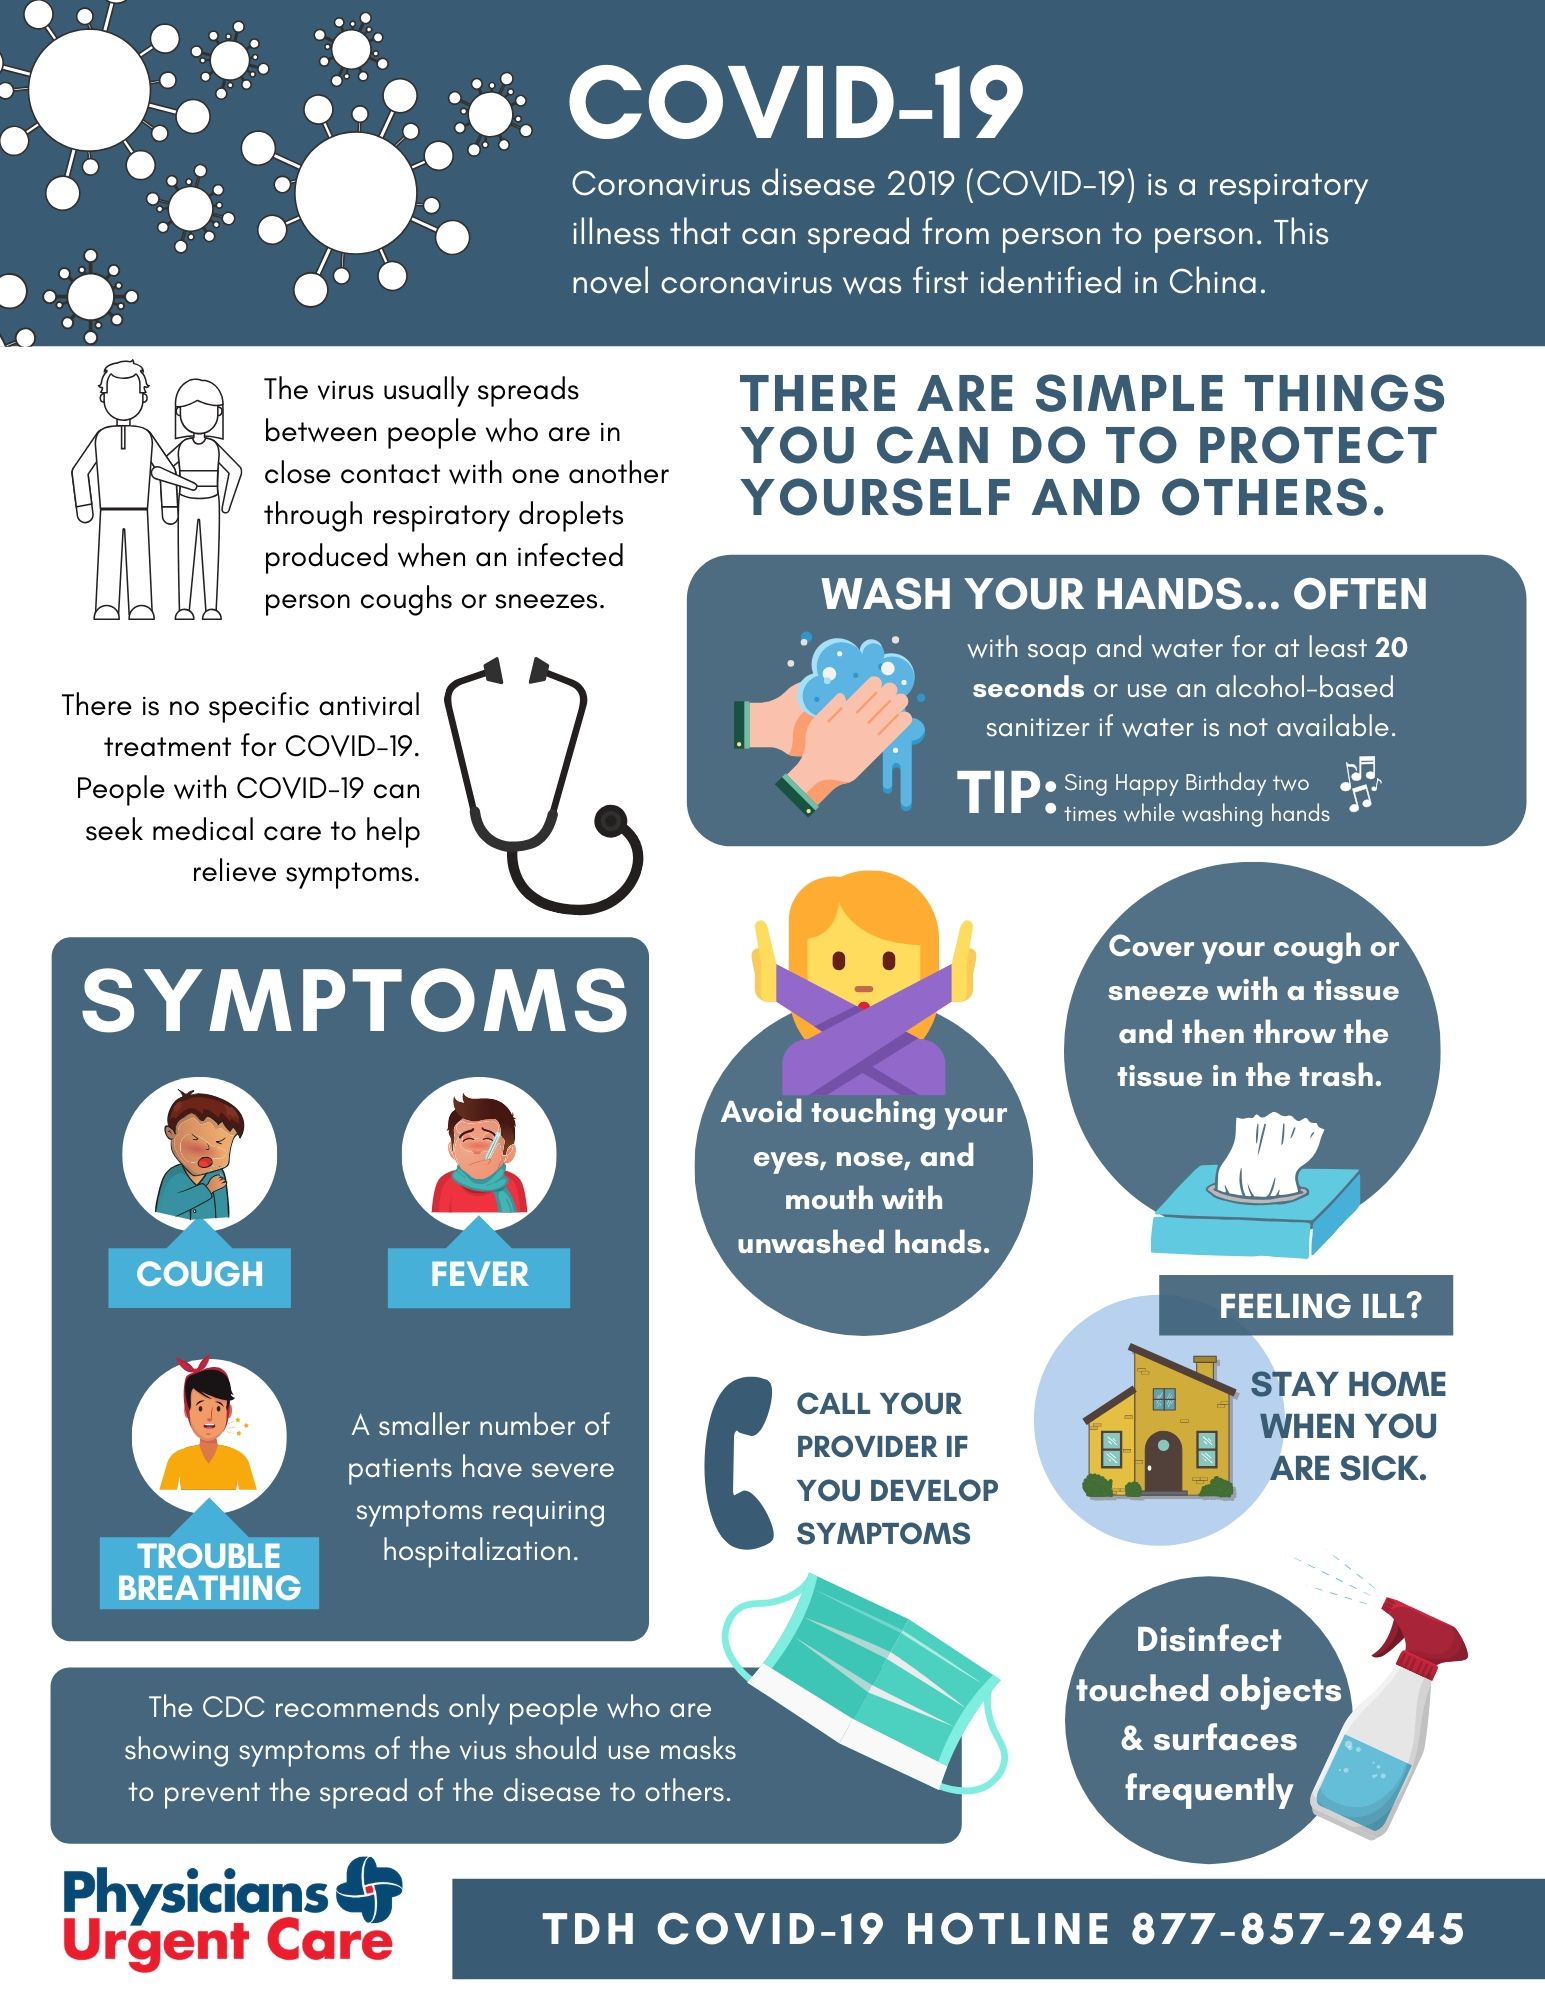 COVID-19
Coronavirus disease 2019 (COVID-19) is a respiratory
illness that can spread from person to person. This
novel coronavirus was first identified in China.
The virus usually spreads
between people who are in
close contact with one another
through respiratory droplets
produced when an infected
person coughs or sneezes.
There is no specific antiviral
treatment for COVID-19.
People with COVID-19 can
seek medical care to help
relieve symptoms.
SYMPTOMS
COUGH
FEVER
TROUBLE
BREATHING
A smaller number of
patients have severe
symptoms requiring
hospitalization.
The CDC recommends only people who are
showing symptoms of the vius should use masks
to prevent the spread of the disease to others.
THERE ARE SIMPLE THINGS
YOU CAN DO TO PROTECT
YOURSELF AND OTHERS.
WASH YOUR HANDS... OFTEN
with soap and water for at least 20
seconds or use an alcohol-based
sanitizer if water is not available.
TIP: Sing Happy Birthday two
times while washing hands
Avoid touching your
eyes, nose, and
mouth with
unwashed hands.
Cover your cough or
sneeze with a tissue
and then throw the
tissue in the trash.
FEELING ILL?
STAY HOME
WHEN YOU
ARE SICK.
CALL YOUR
PROVIDER IF
YOU DEVELOP
SYMPTOMS
Disinfect
touched objects
& surfaces
frequently
Physicians
Urgent Care
TDH COVID-19 HOTLINE 877-857-2945